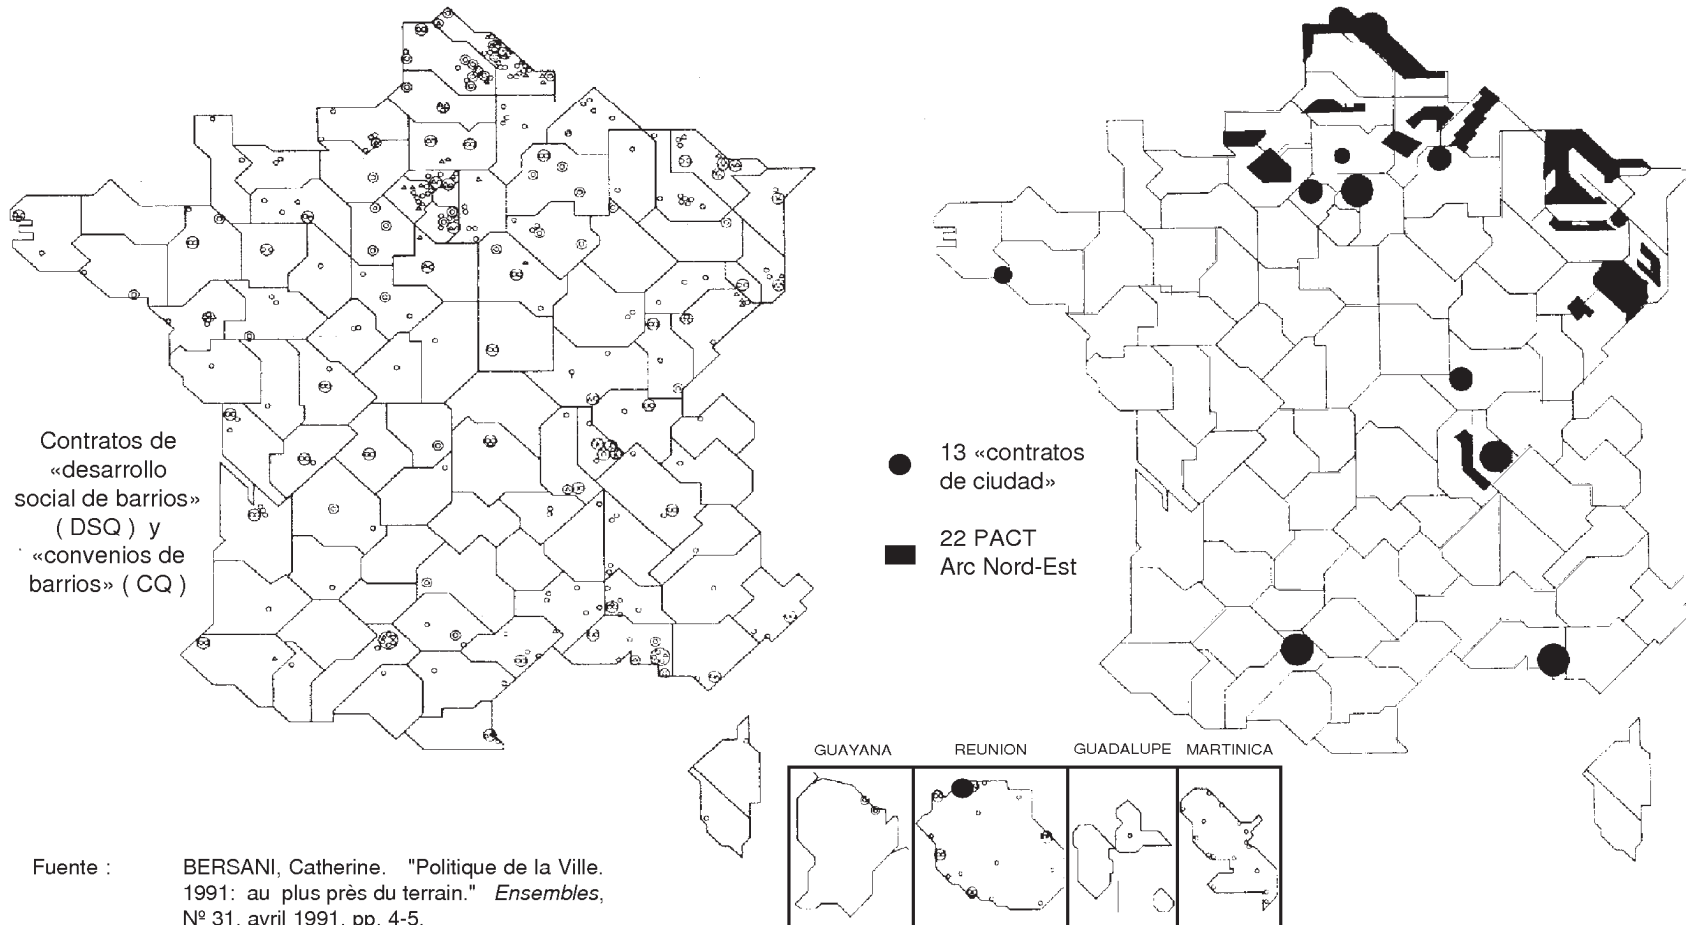 Contratos de
«desarrollo
social de barrios»
( DSQ ) y
«convenios de
barrios» ( CQ )
13 «contratos
de ciudad»
22 PACT
Arc Nord-Est
GUAYANA
REUNION
GUADALUPE
MARTINICA
Fuente : BERSANI, Catherine. "Politique de la Ville.
1991: au plus près du terrain." Ensembles,
Nº 31, avril 1991, pp. 4-5.